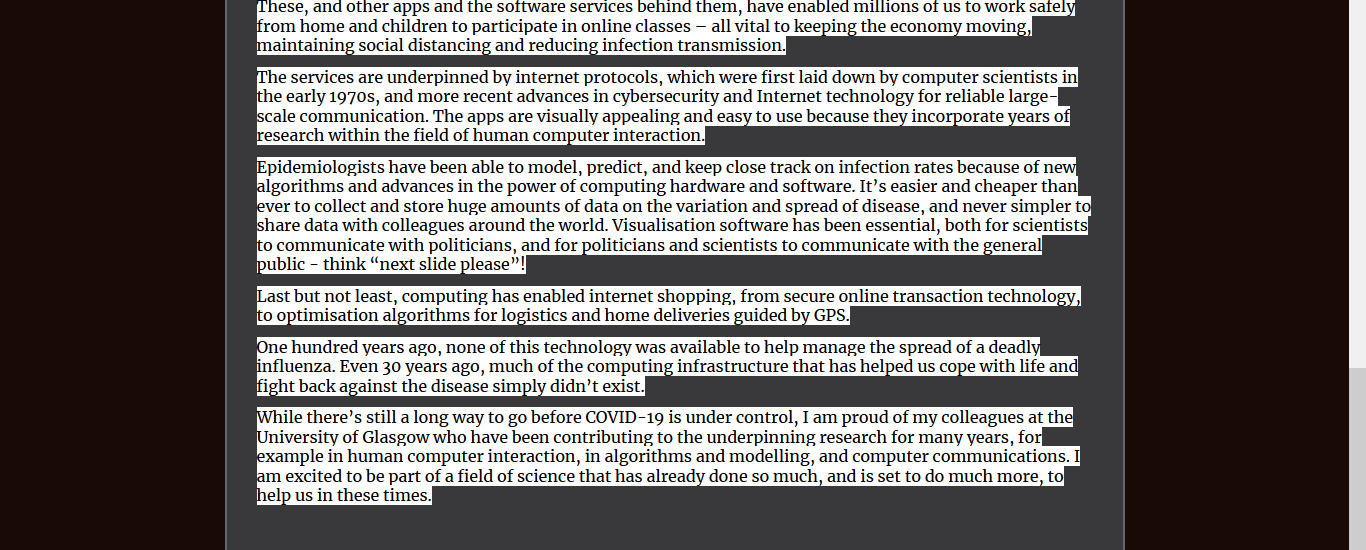 These, and other apps and the software services behind them, have enabled millions of us to work safely
from home and children to participate in online classes – all vital to keeping the economy moving,
maintaining social distancing and reducing infection transmission.
The services are underpinned by internet protocols, which were first laid down by computer scientists in
the early 1970s, and more recent advances in cybersecurity and Internet technology for reliable large-
scale communication. The apps are visually appealing and easy to use because they incorporate years of
research within the field of human computer interaction.
Epidemiologists have been able to model, predict, and keep close track on infection rates because of new
algorithms and advances in the power of computing hardware and software. It’s easier and cheaper than
ever to collect and store huge amounts of data on the variation and spread of disease, and never simpler to
share data with colleagues around the world. Visualisation software has been essential, both for scientists
to communicate with politicians, and for politicians and scientists to communicate with the general
public - think “next slide please”!
Last but not least, computing has enabled internet shopping, from secure online transaction technology,
to optimisation algorithms for logistics and home deliveries guided by GPS.
One hundred years ago, none of this technology was available to help manage the spread of a deadly
influenza. Even 30 years ago, much of the computing infrastructure that has helped us cope with life and
fight back against the disease simply didn’t exist.
While there’s still a long way to go before COVID-19 is under control, I am proud of my colleagues at the
University of Glasgow who have been contributing to the underpinning research for many years, for
example in human computer interaction, in algorithms and modelling, and computer communications. I
am excited to be part of a field of science that has already done so much, and is set to do much more, to
help us in these times.